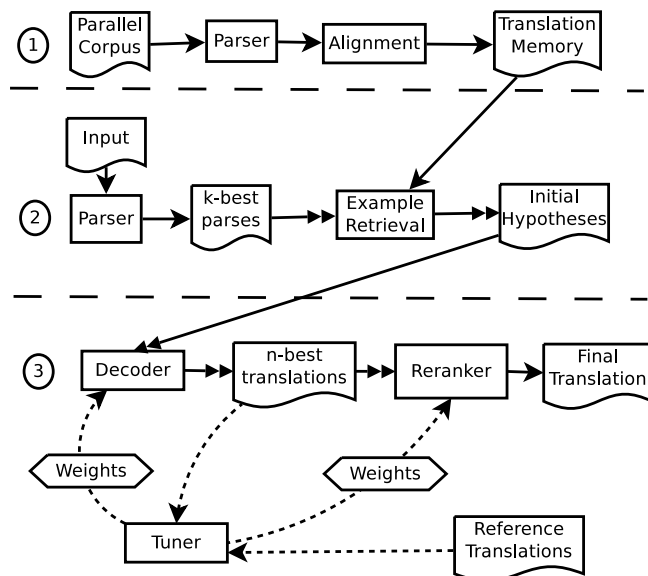 1
Parallel
Corpus
Parser
Alignment
Translation
Memory
2
Input
Parser
k-best
parses
Example
Retrieval
Initial
Hypotheses
3
Decoder
n-best
translations
Reranker
Final
Translation
Weights
Weights
Tuner
Reference
Translations